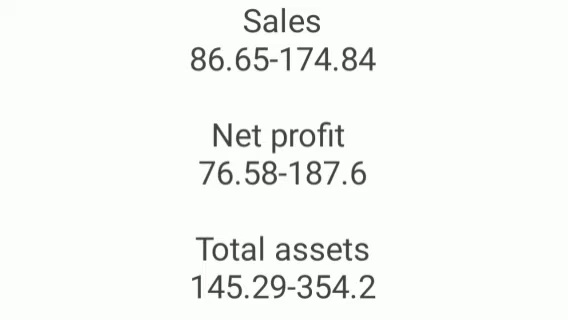 Sales
86.65-174.84
Net profit
76.58-187.6
Total assets
145.29-354.2